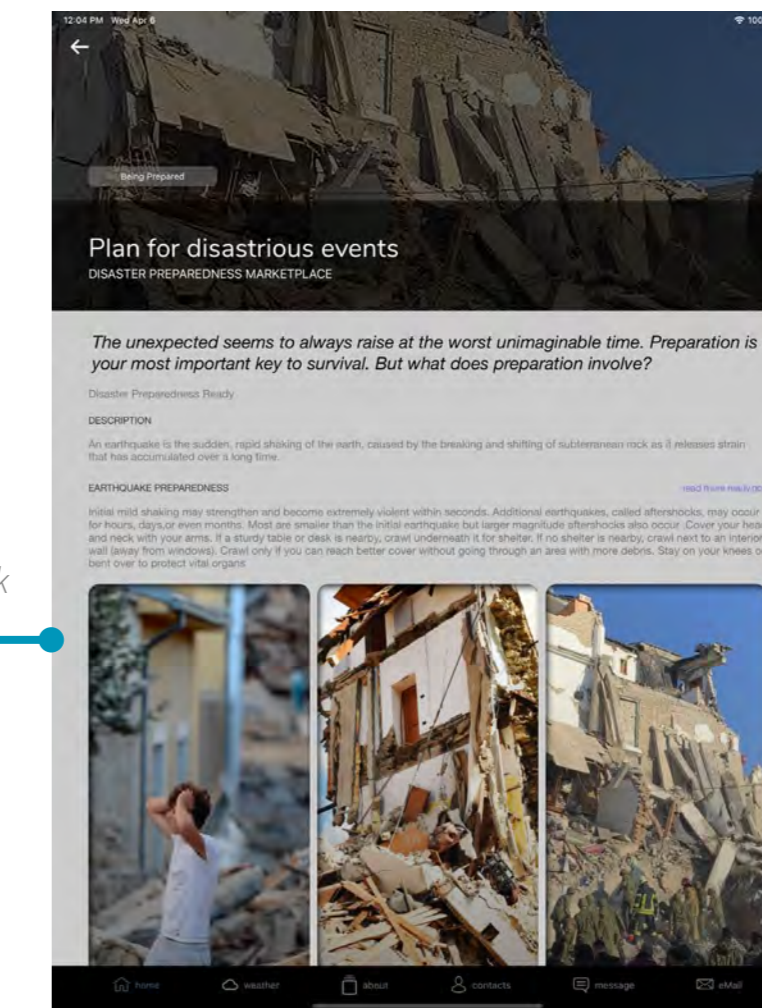 12:04 PM Wed Apr 6
100
Being Prepared
Plan for disastrious events
DISASTER PREPAREDNESS MARKETPLACE
The unexpected seems to always raise at the worst unimaginable time. Preparation is
your most important key to survival. But what does preparation involve?
Disaster Preparedness Ready
DESCRIPTION
An earthquake is the sudden, rapid shaking of the earth, caused by the breaking and shifting of subterranean rock as it releases strain
that has accumulated over a long time.
EARTHQUAKE PREPAREDNESS
read more
Initial mild shaking may strengthen and become extremely violent within seconds. Additional earthquakes, called aftershocks, may occur
for hours, days,or even months. Most are smaller than the initial earthquake but larger magnitude aftershocks also occur .Cover your hea
and neck with your arms. If a sturdy table or desk is nearby, crawl underneath it for shelter. If no shelter is nearby, crawl next to an interior
wall (away from windows). Crawl only if you can reach better cover without going through an area with more debris. Stay on your knees o
bent over to protect vital organs
k
home
weather
about
contacts
message
eMail